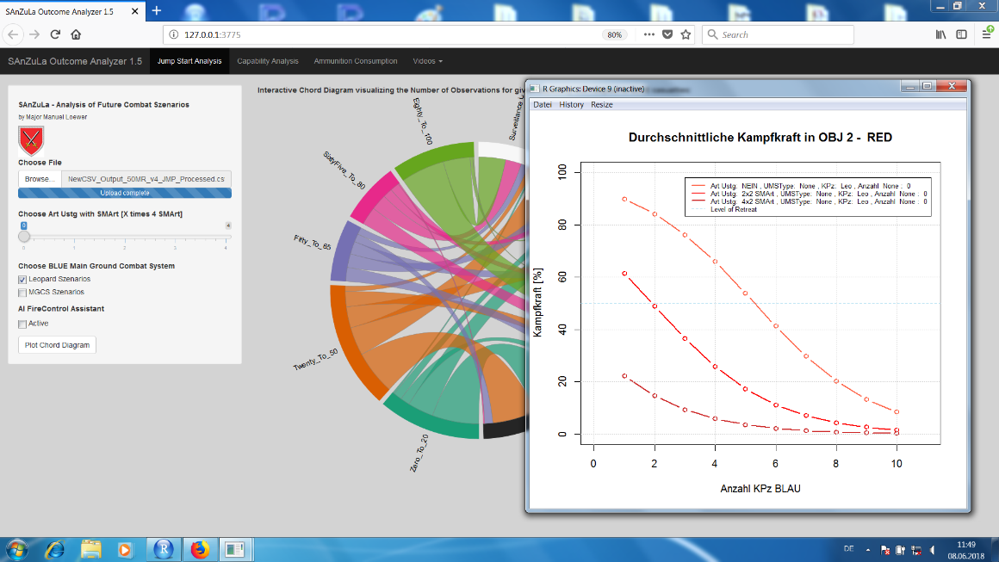 SAnZuLa Outcome Analyzer 1.5
127.0.0.1:3775
80%
Search
SAnZuLa Outcome Analyzer 1.5
Jump Start Analysis
Capability Analysis
Ammunition Consumption
Videos
SAnZuLa - Analysis of Future Combat Szenarios
by Major Manuel Loewer
Choose File
Browse...
NewCSV_Output_50MR_v4_JMP_Processed.cs
Upload complete
Choose Art Ustg with SMArt [X times 4 SMArt]
0
4
0 1 2 3 4
Choose BLUE Main Ground Combat System
Leopard Szenarios
MGCS Szenarios
AI FireControl Assistant
Active
Plot Chord Diagram
Interactive Chord Diagram visualizing the Number of Observations for giv
Eighty_To_100
Surveillance
SixtyFive_To_80
Fifty_To_65
Twenty_To_50
Zero_To_20
R Graphics: Device 9 (inactive)
Datei History Resize
Durchschnittliche Kampfkraft in OBJ 2 - RED
Art Ustg: NEIN , UMSType: None , KPz: Leo , Anzahl None : 0
Art Ustg: 2x2 SMArt , UMSType: None , KPz: Leo , Anzahl None : 0
Art Ustg: 4x2 SMArt , UMSType: None , KPz: Leo , Anzahl None : 0
Level of Retreat
Kampfkraft [%]
100
80
60
40
20
0
0 2 4 6 8 10
Anzahl KPz BLAU
DE
11:49
08.06.2018